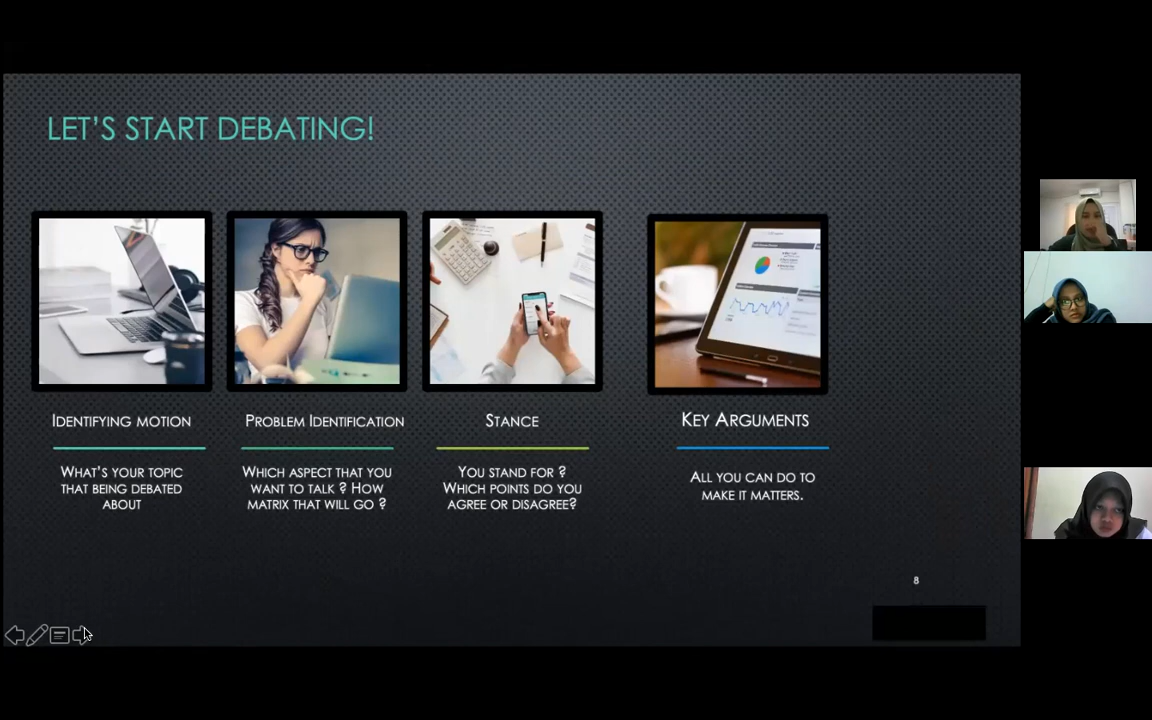 LET'S START DEBATING!
IDENTIFYING MOTION
WHAT'S YOUR TOPIC
THAT BEING DEBATED
ABOUT
PROBLEM IDENTIFICATION
WHICH ASPECT THAT YOU
WANT TO TALK ? HOW
MATRIX THAT WILL GO ?
STANCE
YOU STAND FOR ?
WHICH POINTS DO YOU
AGREE OR DISAGREE?
KEY ARGUMENTS
ALL YOU CAN DO TO
MAKE IT MATTERS.
8